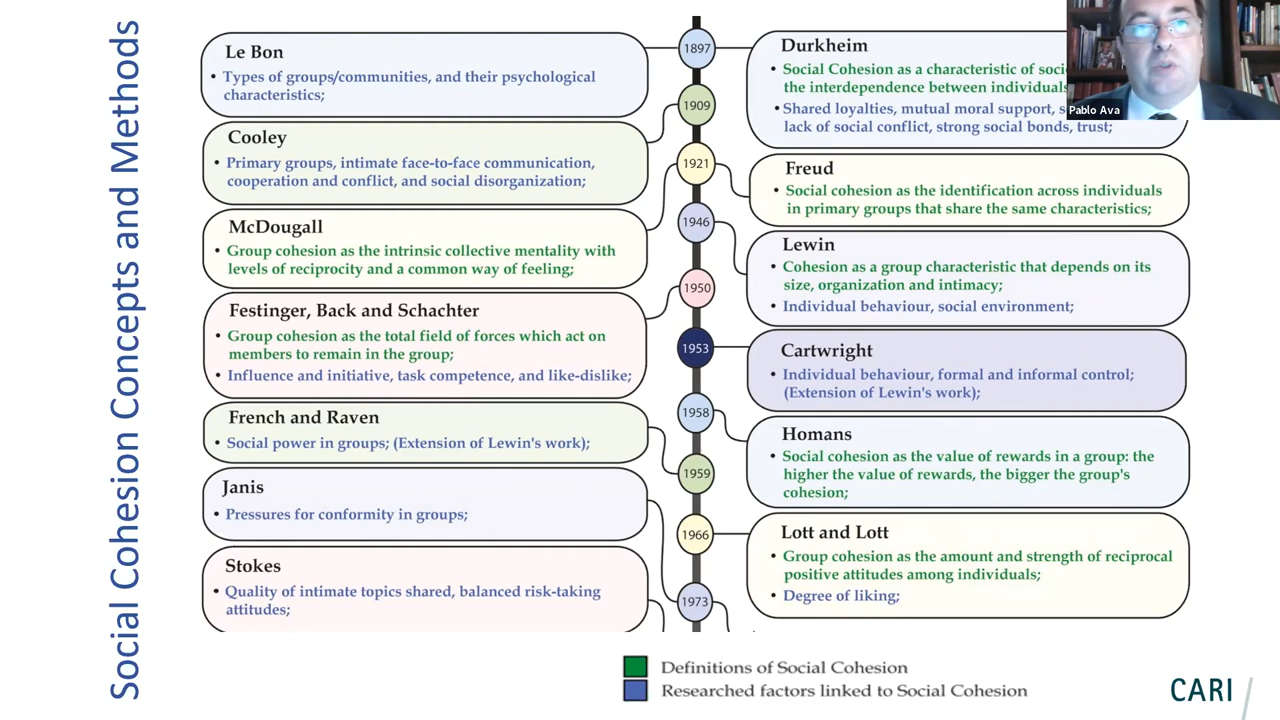 Social Cohesion Concepts and Methods
Le Bon
• Types of groups/communities, and their psychological
characteristics;
Cooley
• Primary groups, intimate face-to-face communication,
cooperation and conflict, and social disorganization;
McDougall
• Group cohesion as the intrinsic collective mentality with
levels of reciprocity and a common way of feeling;
Festinger, Back and Schachter
• Group cohesion as the total field of forces which act on
members to remain in the group;
• Influence and initiative, task competence, and like-dislike;
French and Raven
• Social power in groups; (Extension of Lewin's work);
Janis
• Pressures for conformity in groups;
Stokes
• Quality of intimate topics shared, balanced risk-taking
attitudes;
1897
1909
1921
1946
1950
1953
1958
1959
1966
1973
Durkheim
• Social Cohesion as a characteristic of
the interdependence between individuals
• Shared loyalties, mutual moral support,
lack of social conflict, strong social bonds, trust;
Freud
• Social cohesion as the identification across individuals
in primary groups that share the same characteristics;
Lewin
• Cohesion as a group characteristic that depends on its
size, organization and intimacy;
• Individual behaviour, social environment;
Cartwright
• Individual behaviour, formal and informal control;
(Extension of Lewin's work);
Homans
• Social cohesion as the value of rewards in a group: the
higher the value of rewards, the bigger the group's
cohesion;
Lott and Lott
• Group cohesion as the amount and strength of reciprocal
positive attitudes among individuals;
• Degree of liking;
Pablo Ava
Definitions of Social Cohesion
Researched factors linked to Social Cohesion
CARI